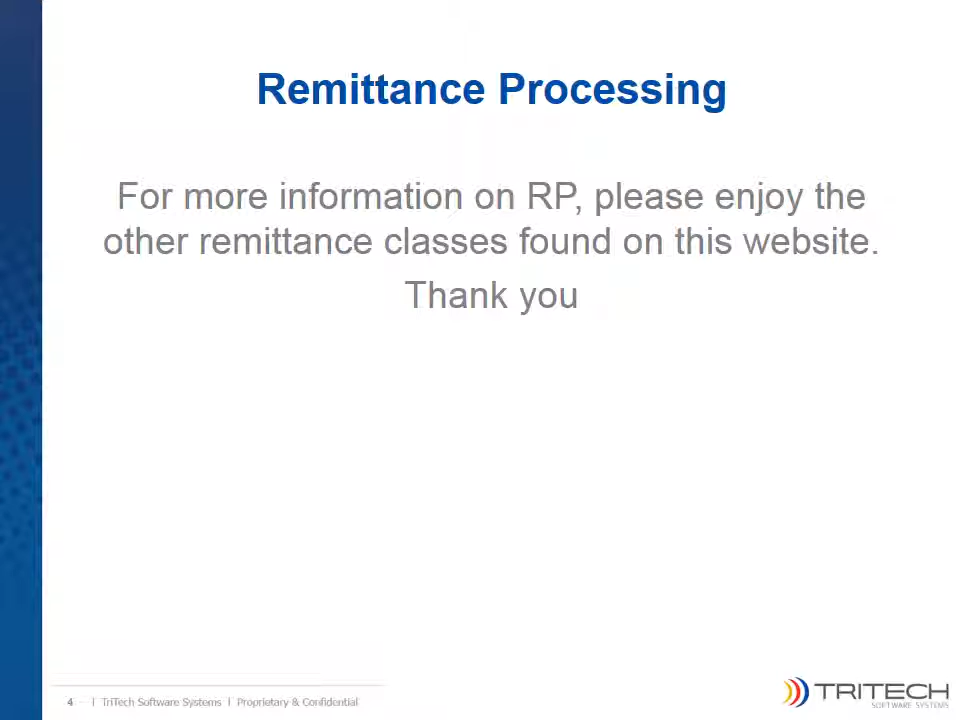 Remittance Processing
For more information on RP, please enjoy the
other remittance classes found on this website.
Thank you
4 | TriTech Software Systems | Proprietary & Confidential
TRITECH
SOFTWARE SYSTEMS